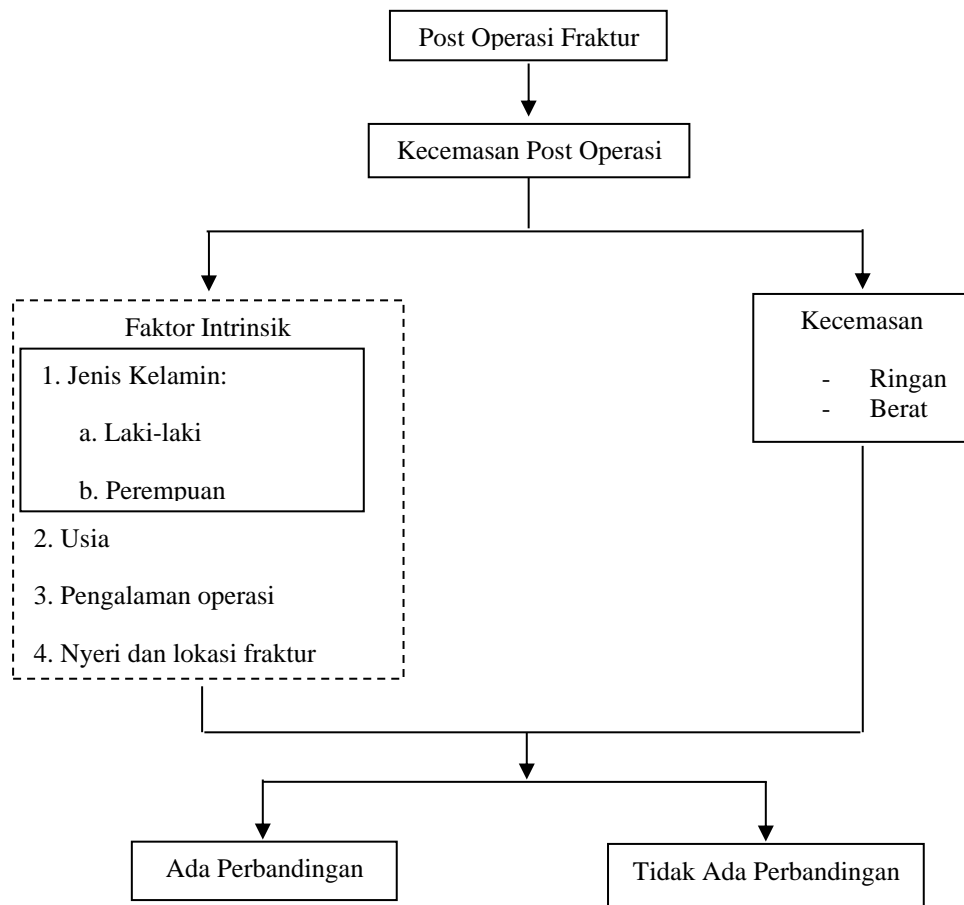 Post Operasi Fraktur
Kecemasan Post Operasi
Faktor Intrinsik
1. Jenis Kelamin:
a. Laki-laki
b. Perempuan
2. Usia
3. Pengalaman operasi
4. Nyeri dan lokasi fraktur
Kecemasan
- Ringan
- Berat
Ada Perbandingan
Tidak Ada Perbandingan